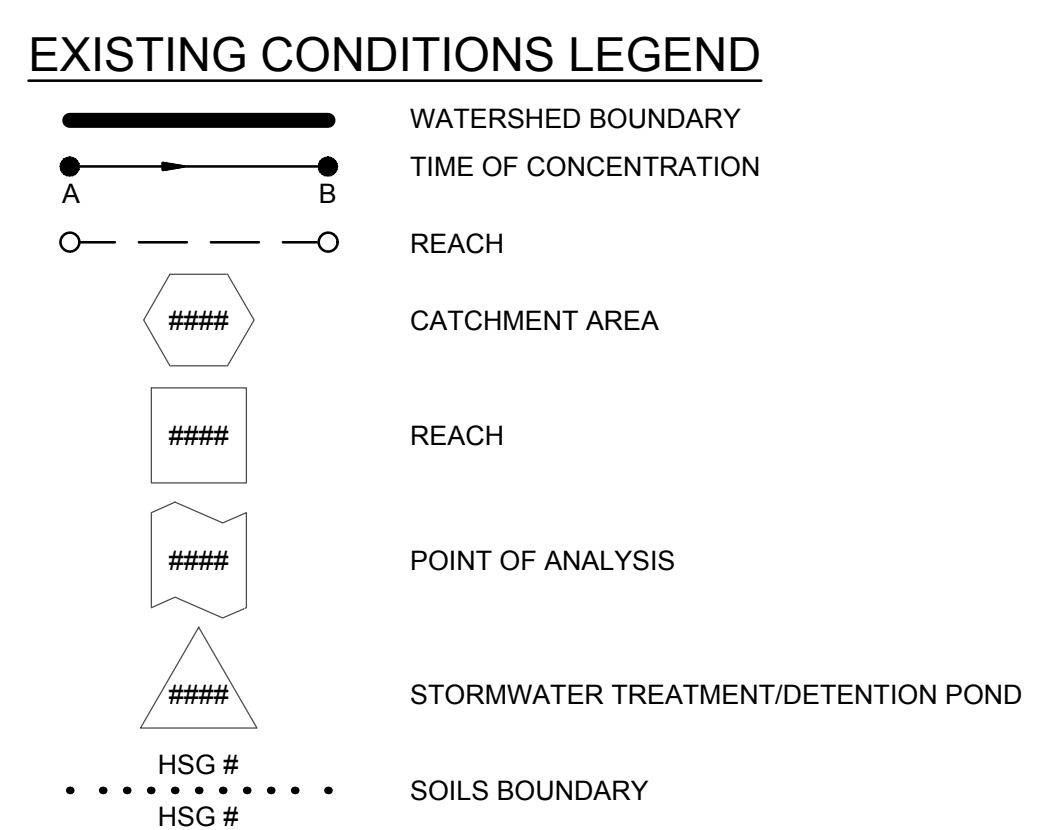 EXISTING CONDITIONS LEGEND
WATERSHED BOUNDARY
TIME OF CONCENTRATION
A B
REACH
#### CATCHMENT AREA
#### REACH
#### POINT OF ANALYSIS
#### STORMWATER TREATMENT/DETENTION POND
HSG #
SOILS BOUNDARY
HSG #